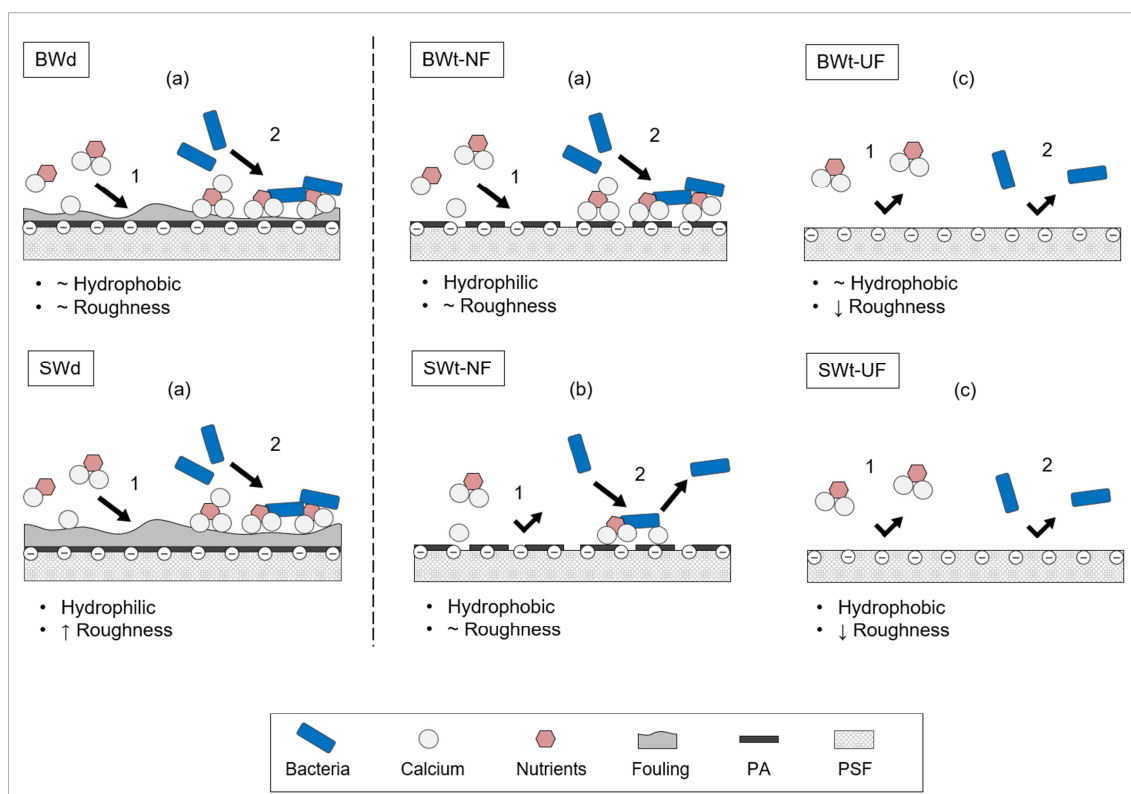 BWd
(a)
1
2
• ~ Hydrophobic
• ~ Roughness
BWt-NF
(a)
1
2
• Hydrophilic
• ~ Roughness
BWt-UF
(c)
1
2
• ~ Hydrophobic
• ↓ Roughness
SWd
(a)
1
2
• Hydrophilic
• ↑ Roughness
SWt-NF
(b)
1
2
• Hydrophobic
• ~ Roughness
SWt-UF
(c)
1
2
• Hydrophobic
• ↓ Roughness
Bacteria Calcium Nutrients Fouling PA PSF